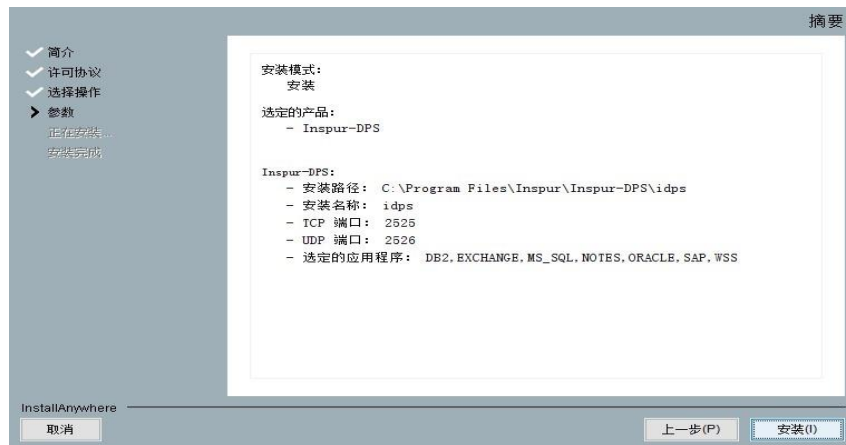 摘要
简介
许可协议
选择操作
参数
正在安装...
安装完成
安装模式:
安装
选定的产品:
- Inspur-DPS
Inspur-DPS:
- 安装路径: C:\Program Files\Inspur\Inspur-DPS\idps
- 安装名称: idps
- TCP 端口: 2525
- UDP 端口: 2526
- 选定的应用程序: DB2,EXCHANGE,MS_SQL,NOTES,ORACLE,SAP,WSS
InstallAnywhere
取消
上一步(P)
安装(I)